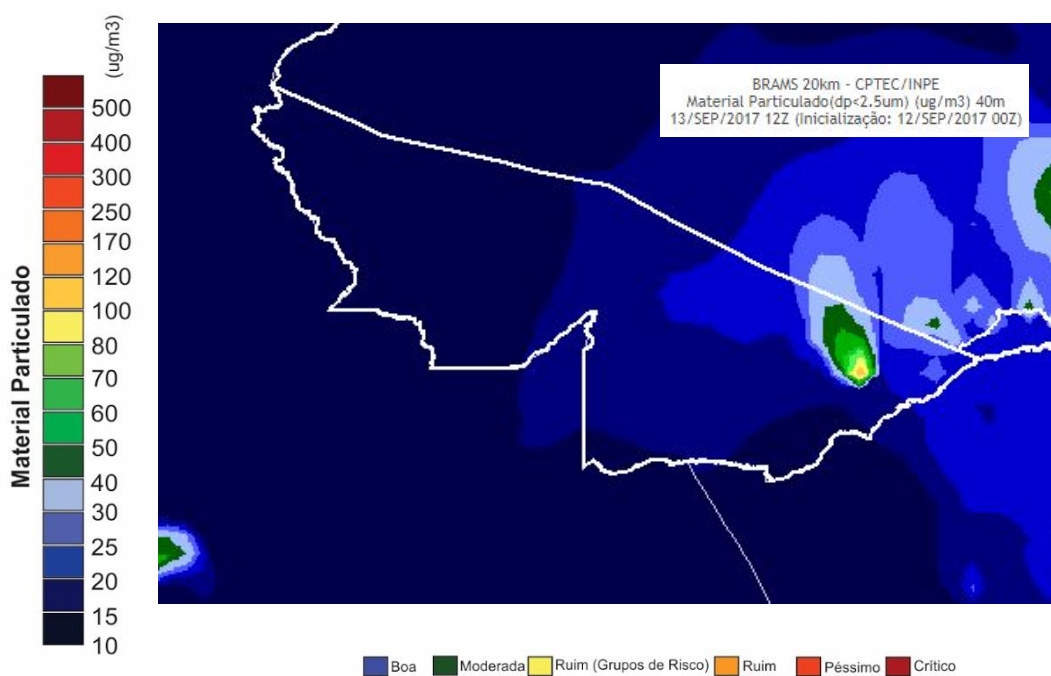 (ug/m3)
500
400
300
250
170
120
100
80
70
60
50
40
30
25
20
15
10
Material Particulado
BRAMS 20km - CPTEC/INPE
Material Particulado(dp<2.5um) (ug/m3) 40m
13/SEP/2017 12Z (Inicialização: 12/SEP/2017 00Z)
Boa Moderada Ruim (Grupos de Risco) Ruim Péssimo Crítico